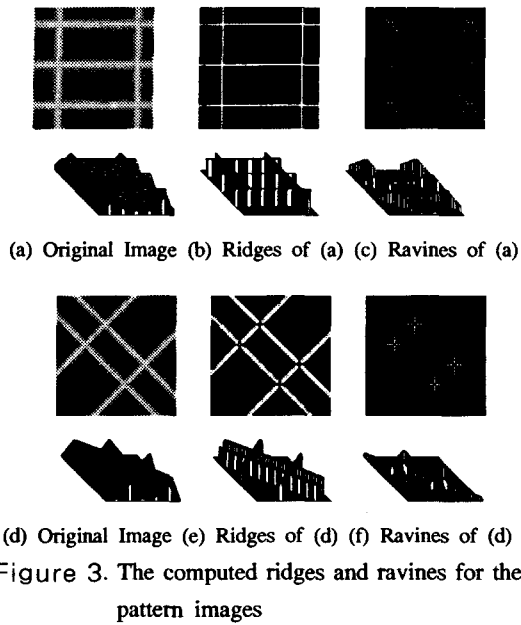 (a) Original Image (b) Ridges of (a) (c) Ravines of (a)
(d) Original Image (e) Ridges of (d) (f) Ravines of (d)
Figure 3. The computed ridges and ravines for the
pattern images